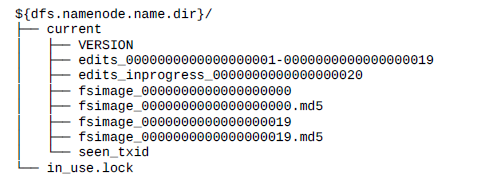 ${dfs.namenode.name.dir}/
├── current
│   ├── VERSION
│   ├── edits_0000000000000000001-0000000000000000019
│   ├── edits_inprogress_0000000000000000020
│   ├── fsimage_0000000000000000000
│   ├── fsimage_0000000000000000000.md5
│   ├── fsimage_0000000000000000019
│   ├── fsimage_0000000000000000019.md5
│   └── seen_txid
└── in_use.lock